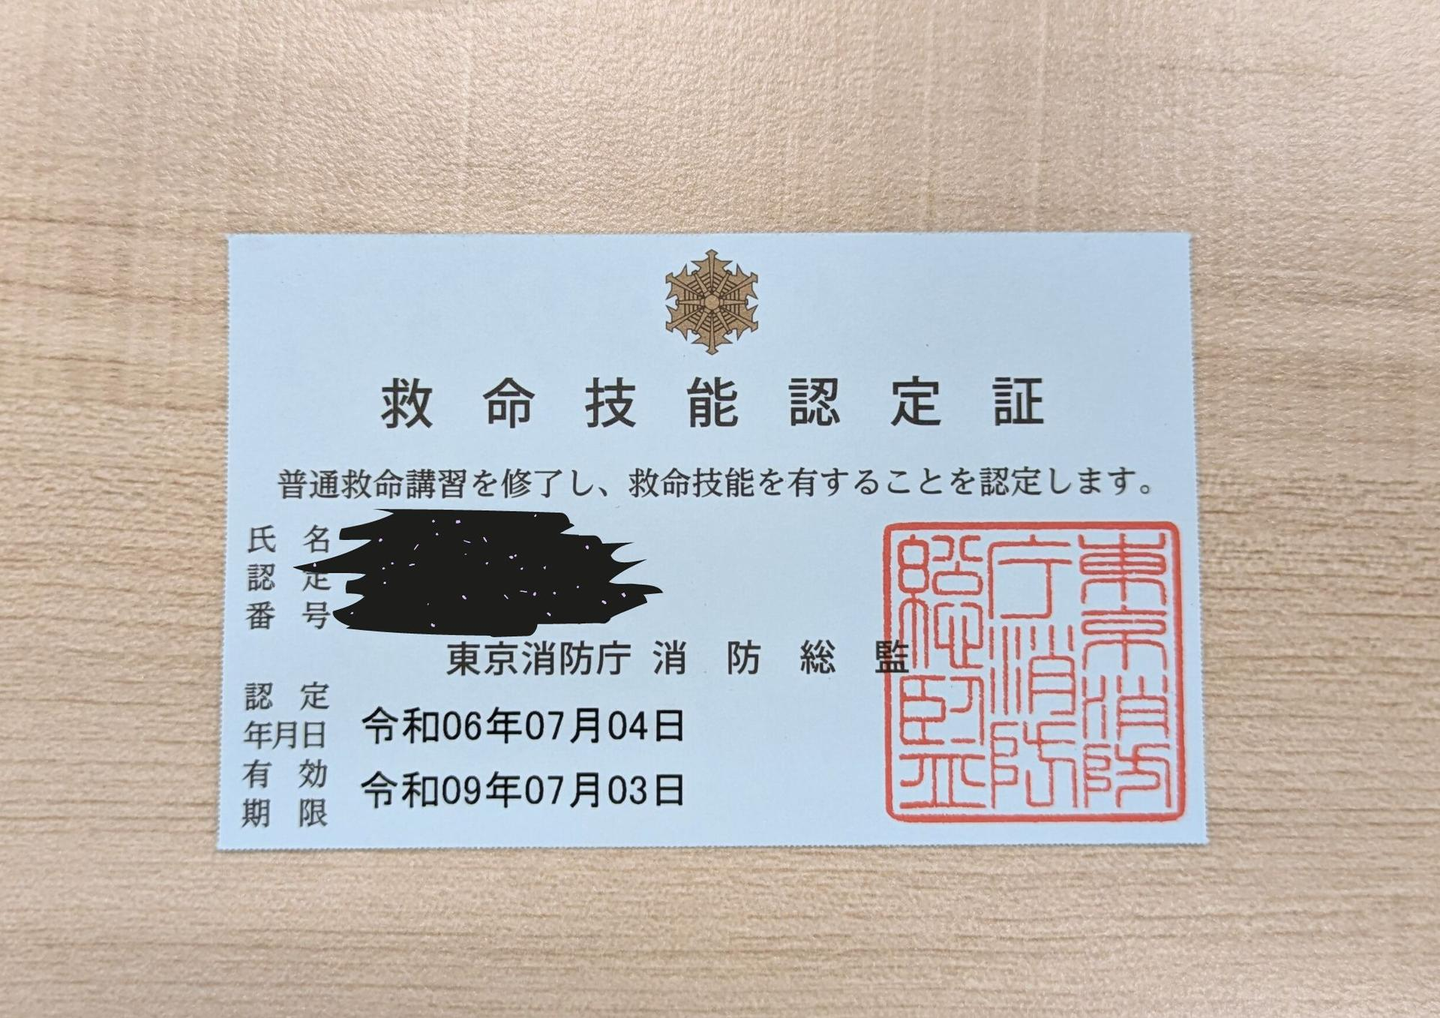 救命技能認定証
普通救命講習を修了し、救命技能を有することを認定します。
氏名
認定
番号
東京消防庁 消防総監
認定
年月日 令和06年07月04日
有効
期限 令和09年07月03日
東京消防
庁消防
総監印